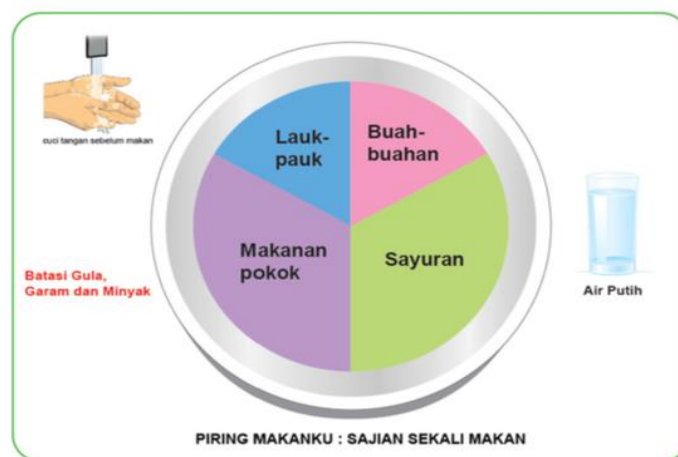 cuci tangan sebelum makan
Lauk-
pauk
Buah-
buahan
Makanan
pokok
Sayuran
Batasi Gula,
Garam dan Minyak
Air Putih
PIRING MAKANKU : SAJIAN SEKALI MAKAN